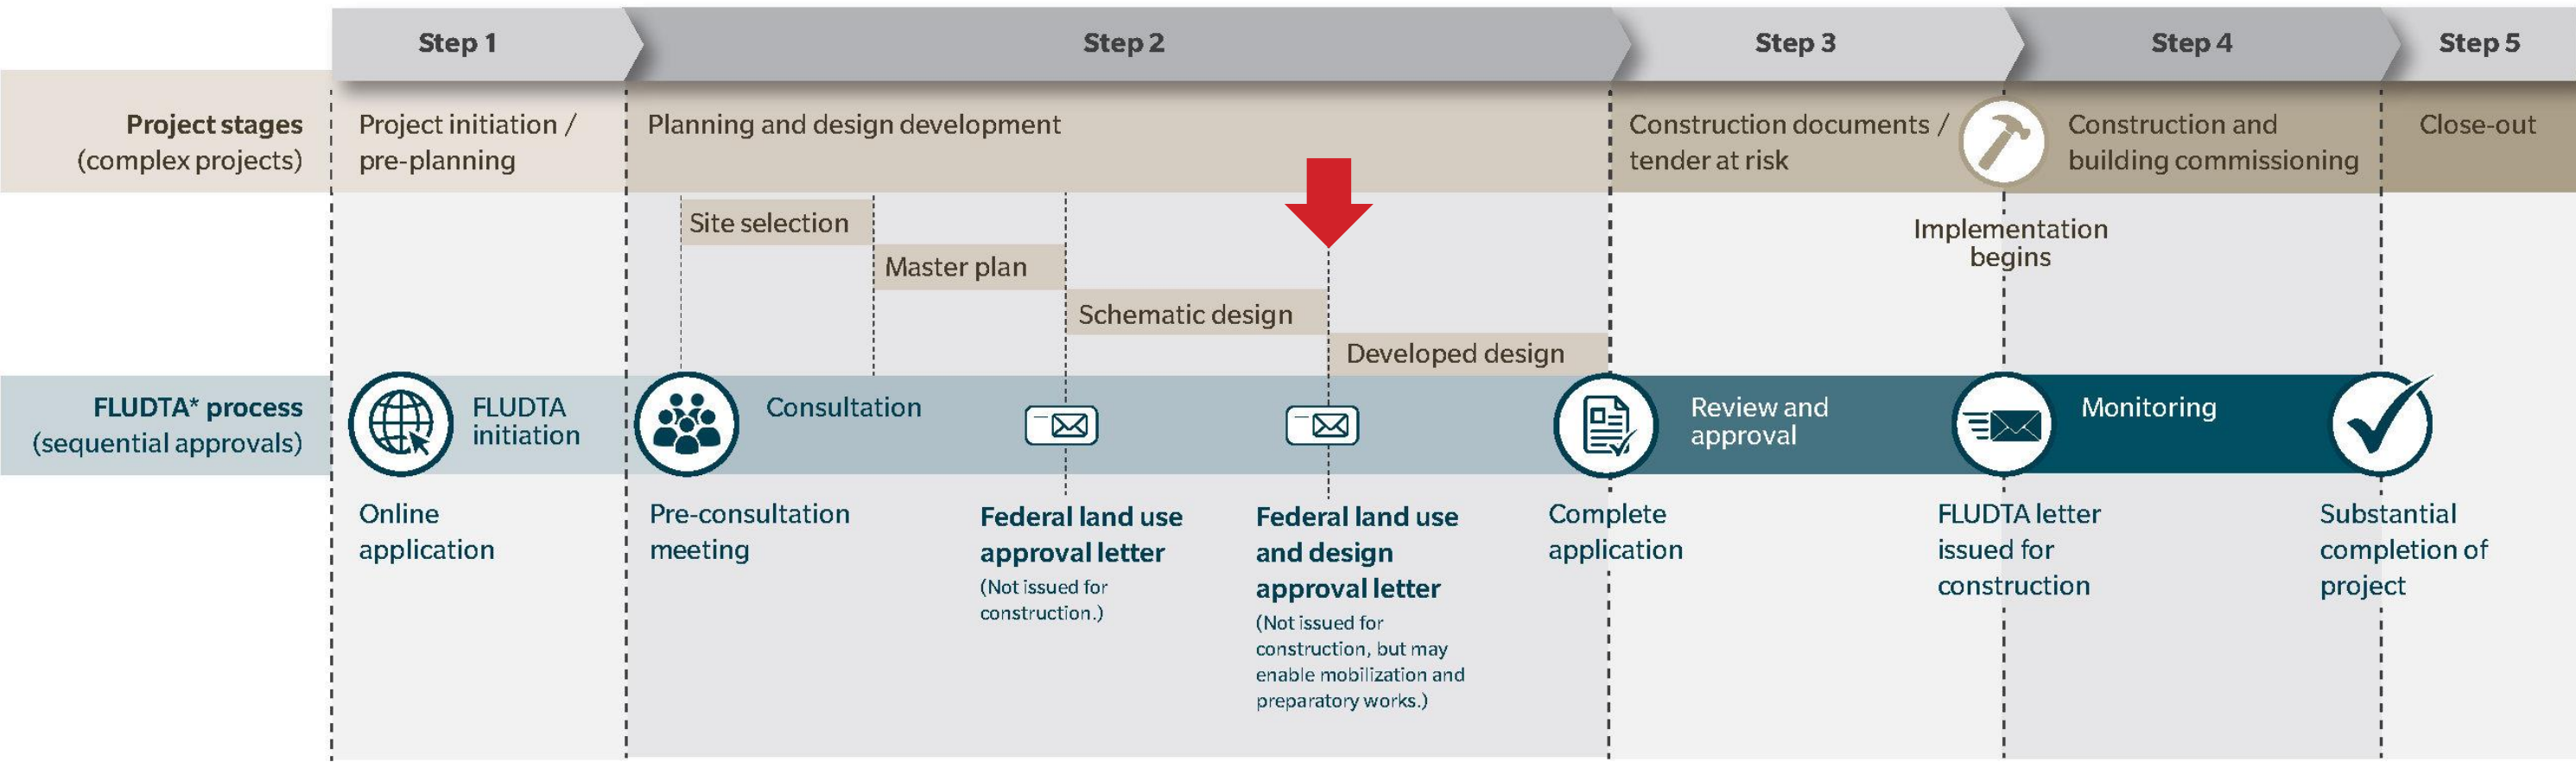 Step 1
Step 2
Step 3
Step 4
Step 5
Project stages
(complex projects)
Project initiation /
pre-planning
Planning and design development
Construction documents /
tender at risk
Construction and
building commissioning
Close-out
Site selection
Master plan
Schematic design
Developed design
Implementation
begins
FLUDTA* process
(sequential approvals)
FLUDTA
initiation
Consultation
Review and
approval
Monitoring
Online
application
Pre-consultation
meeting
Federal land use
approval letter
(Not issued for
construction.)
Federal land use
and design
approval letter
(Not issued for
construction, but may
enable mobilization and
preparatory works.)
Complete
application
FLUDTA letter
issued for
construction
Substantial
completion of
project